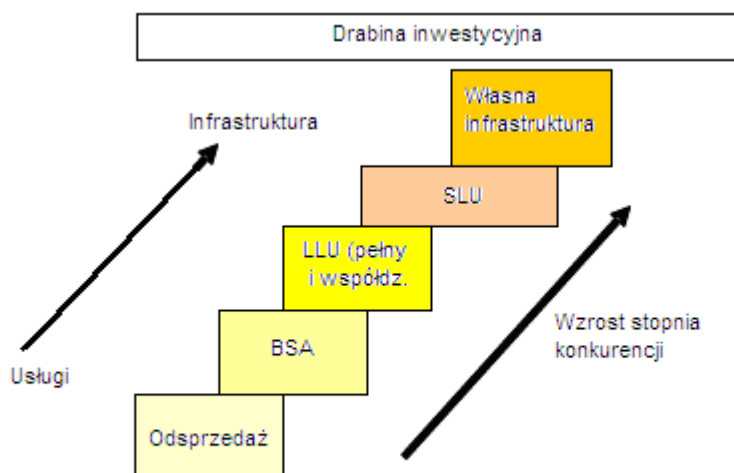 Drabina inwestycyjna
Własna
infrastruktura
Infrastruktura
SLU
LLU (pełny
i współdz.
Wzrost stopnia
konkurencji
BSA
Usługi
Odsprzedaż